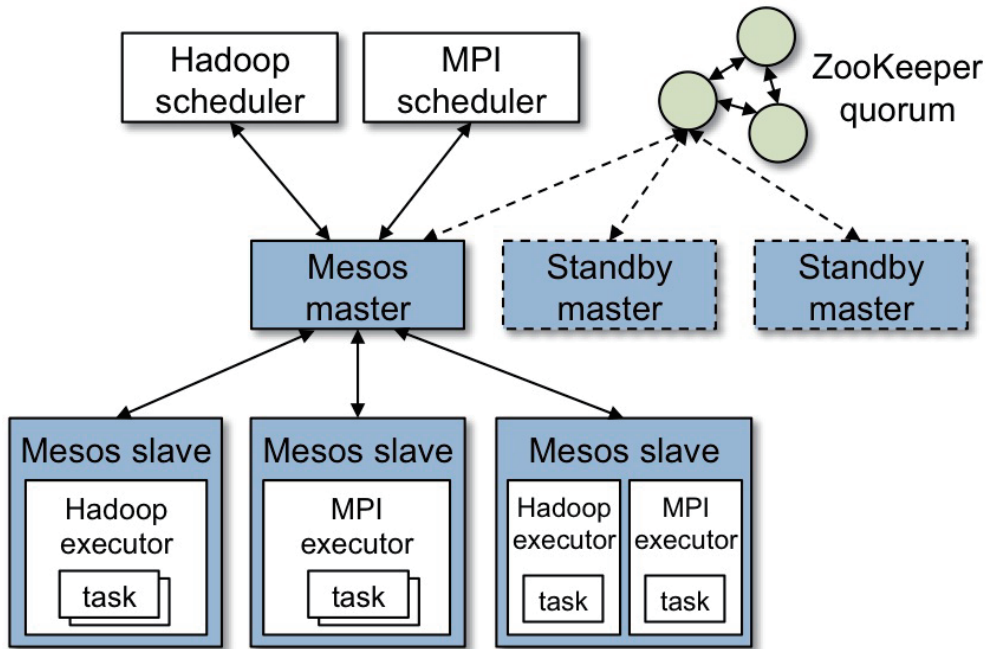 Hadoop
scheduler
MPI
scheduler
ZooKeeper
quorum
Mesos
master
Standby
master
Standby
master
Mesos slave
Hadoop
executor
task
Mesos slave
MPI
executor
task
Mesos slave
Hadoop
executor
task
MPI
executor
task